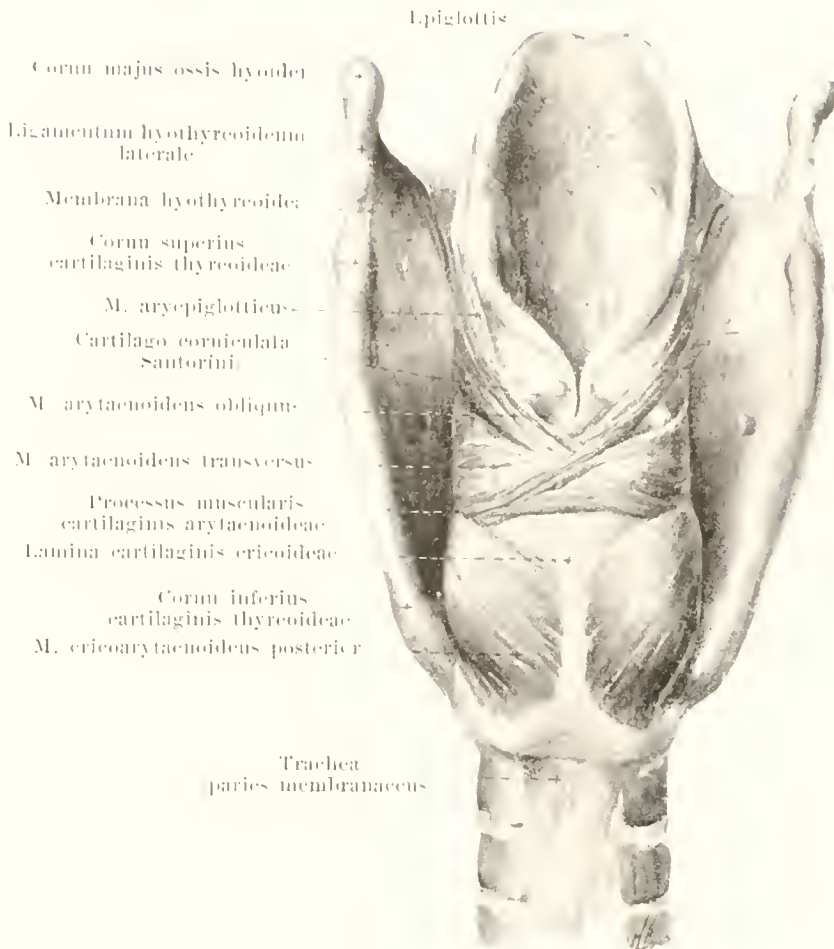 Epiglottis
Cornu majus ossis hyoidei
Ligamentum hyothyreoideum
laterale
Membrana hyothyreoidea
Cornu superius
cartilaginis thyreoideae
M. aryepiglotticus
Cartilago corniculata
Santorini
M. arytaenoideus obliquus
M. arytaenoideus transversus
Processus muscularis
cartilaginis arytaenoideae
Lamina cartilaginis cricoideae
Cornu inferius
cartilaginis thyreoideae
M. cricoarytaenoideus posterior
Trachea
paries membranaceus